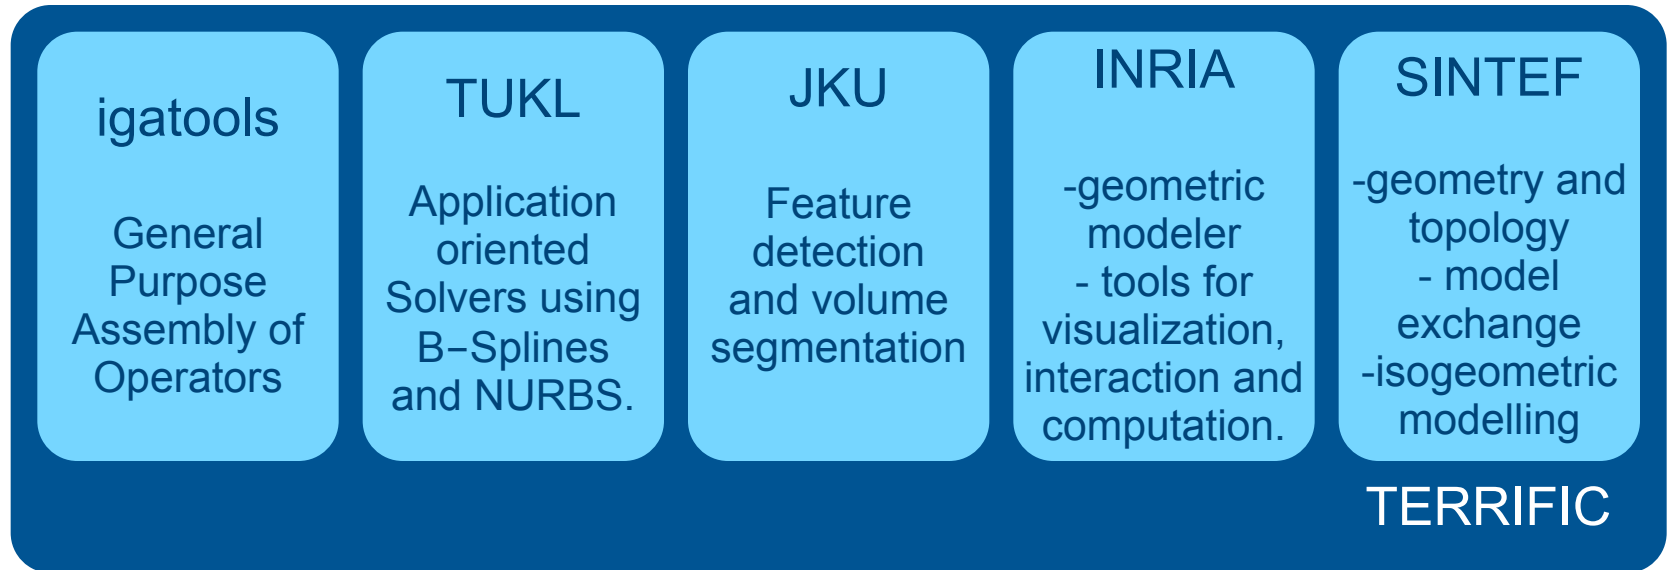 igatools
General
Purpose
Assembly of
Operators
TUKL
Application
oriented
Solvers using
B–Splines
and NURBS.
JKU
Feature
detection
and volume
segmentation
INRIA
-geometric
modeler
- tools for
visualization,
interaction and
computation.
SINTEF
-geometry and
topology
- model
exchange
-isogeometric
modelling
TERRIFIC